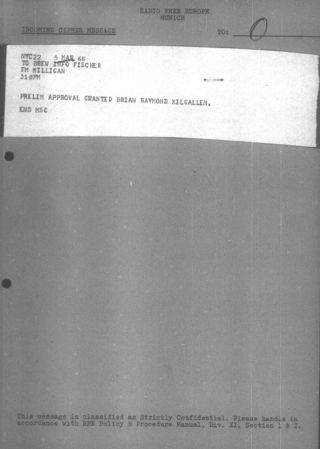 RADIO FREE EUROPE
MUNICH
INCOMING CIPHER MESSAGE
TO: O
NYC22 5 MAR 68
TO BREW INFO FISCHER
FM MILLIGAN
310PM
PRELIM APPROVAL GRANTED BRIAN RAYMOND KILGALLEN.
END MSG
This message is classified as Strictly Confidential. Please handle in
accordance with RFE Policy & Procedure Manual, Div. XI, Section 1 & 2.